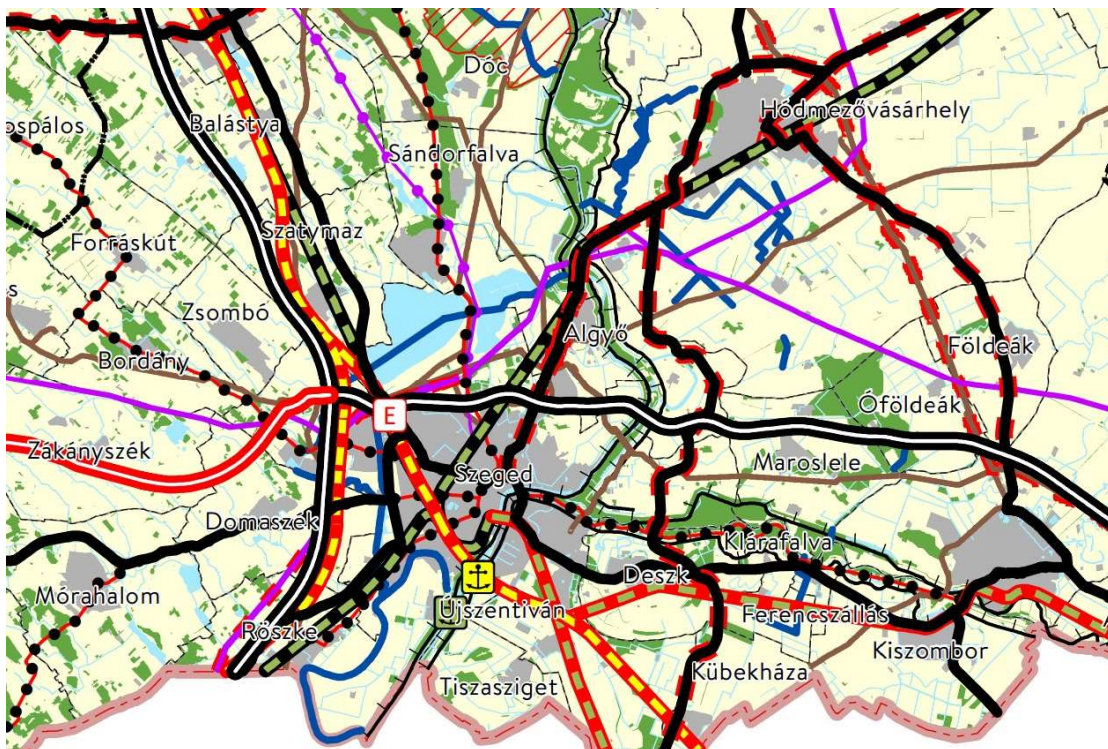 Dóc
Hódmezővásárhely
Balástya
ospálos
Sándorfalva
Szatymaz
Forráskút
s
Zsombó
Algyő
Földeák
Bordány
Óföldeák
E
Zákányszék
Maroslele
Szeged
Domaszék
Klárafalva
Deszk
Mórahalom
Újszentiván
Ferencszállás
Röszke
Kiszombor
Kübekháza
Tiszasziget